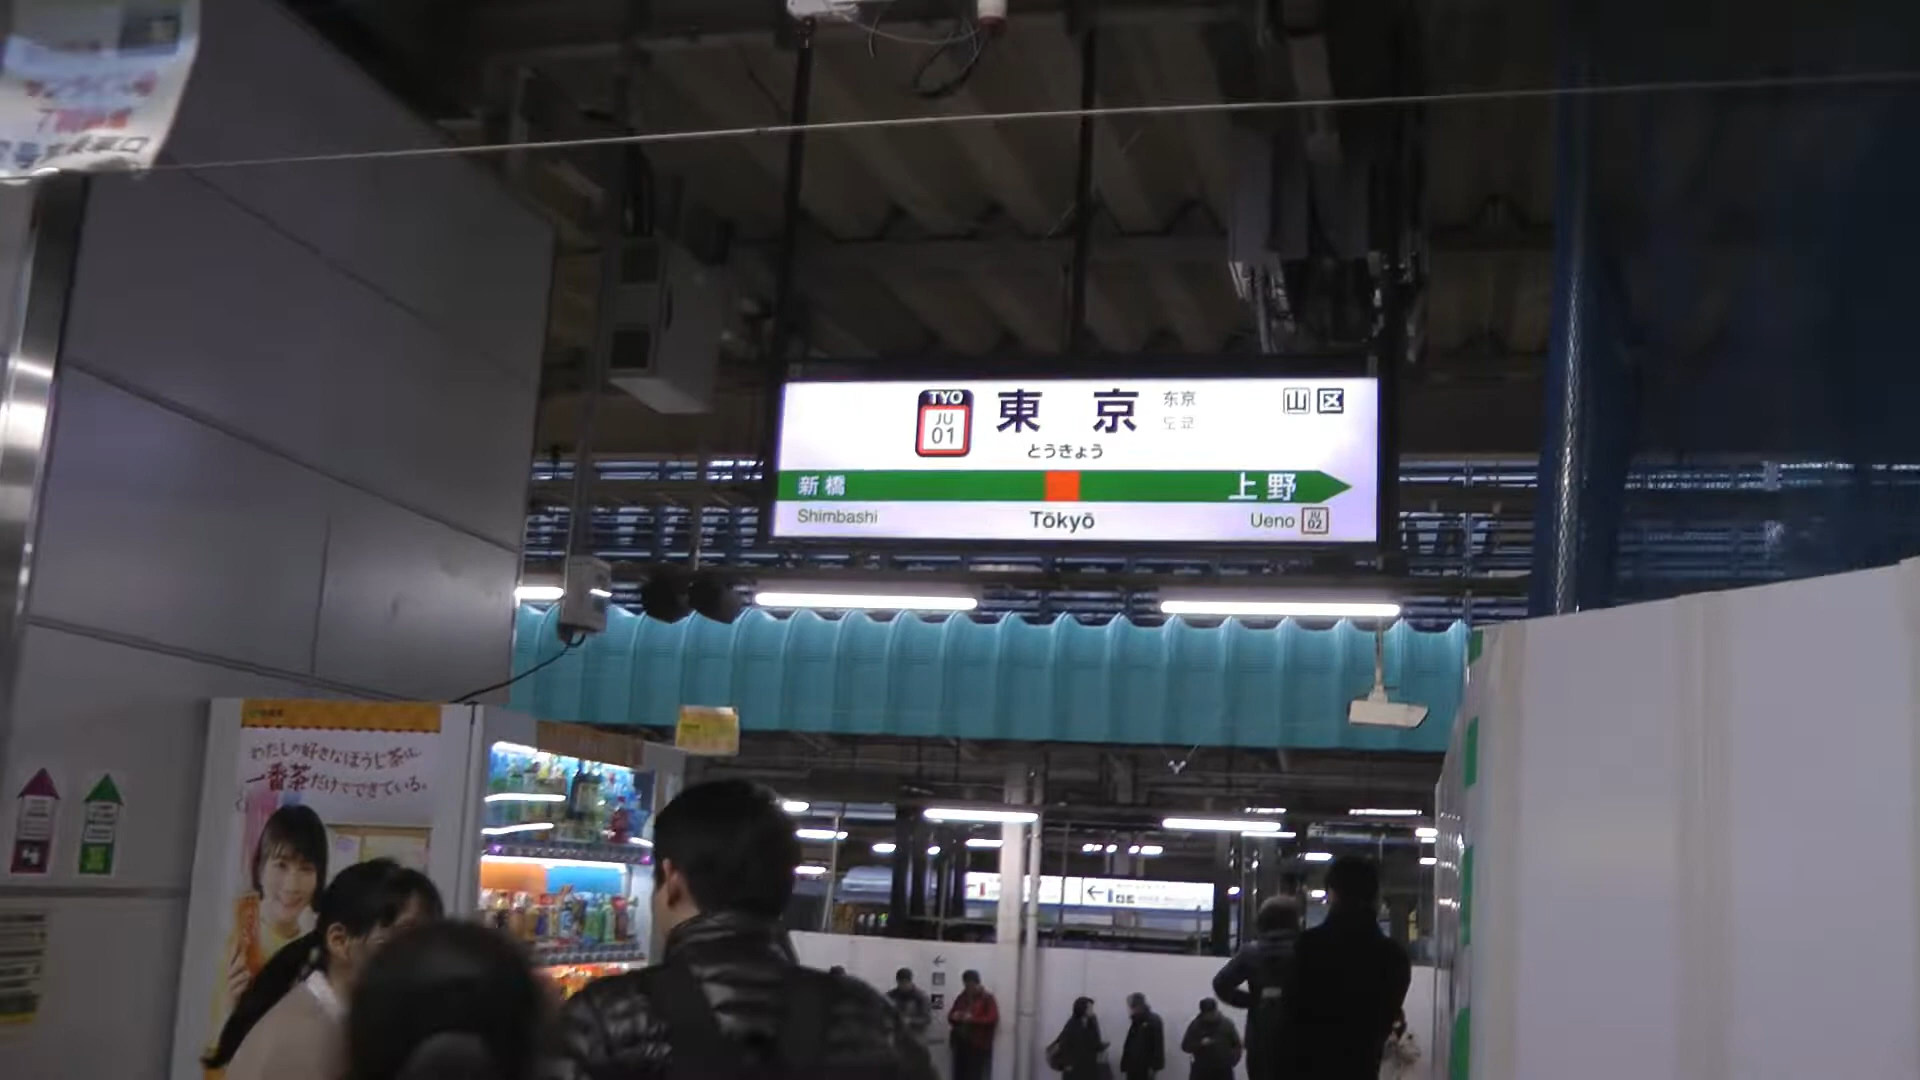 TYO
JU
01
東京
东京
도쿄
とうきょう
山 区
新橋
上野
Shimbashi
Tōkyō
Ueno
JU
02
わたしの好きなほうじ茶は
一番茶だけでできている。